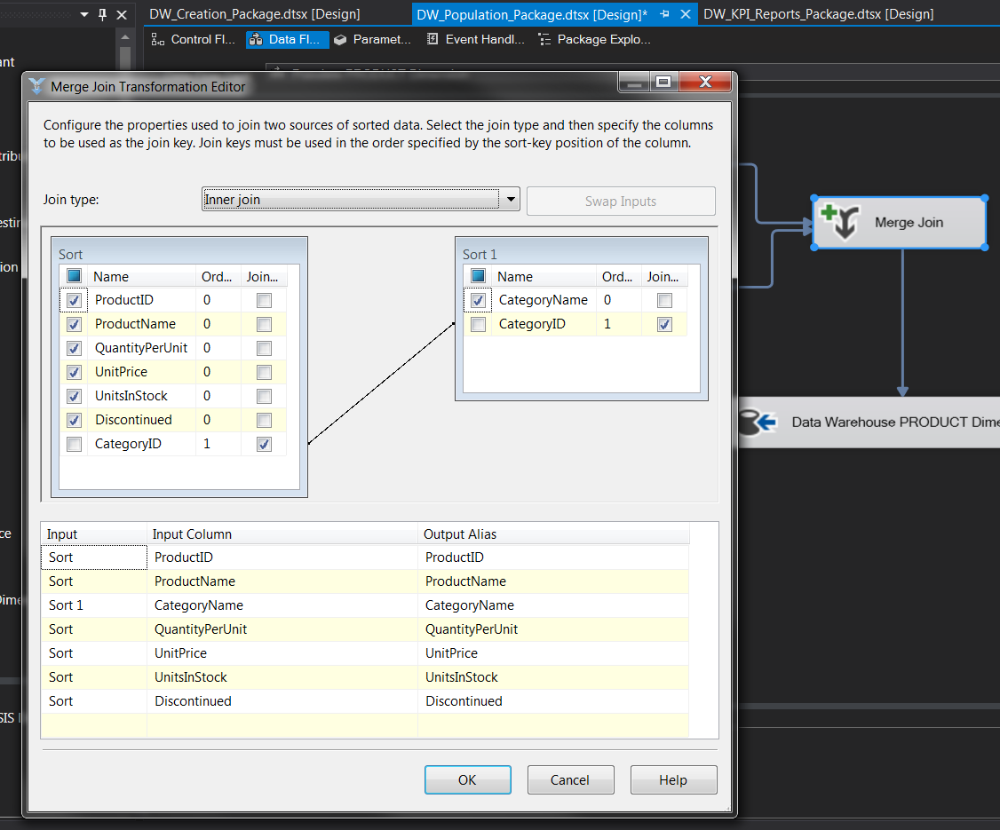 DW_Creation_Package.dtsx [Design]
DW_Population_Package.dtsx [Design]*
DW_KPI_Reports_Package.dtsx [Design]
Control Fl...
Data Fl...
Paramet...
Event Handl...
Package Explo...
ant
Merge Join Transformation Editor
Configure the properties used to join two sources of sorted data. Select the join type and then specify the columns
to be used as the join key. Join keys must be used in the order specified by the sort-key position of the column.
Join type:
Inner join
Swap Inputs
Sort
Name Ord... Join...
ProductID 0
ProductName 0
QuantityPerUnit 0
UnitPrice 0
UnitsInStock 0
Discontinued 0
CategoryID 1
Sort 1
Name Ord... Join...
CategoryName 0
CategoryID 1
Input Input Column Output Alias
Sort ProductID ProductID
Sort ProductName ProductName
Sort 1 CategoryName CategoryName
Sort QuantityPerUnit QuantityPerUnit
Sort UnitPrice UnitPrice
Sort UnitsInStock UnitsInStock
Sort Discontinued Discontinued
OK
Cancel
Help
tribu
estin
ion
ce
Dime
SIS
Merge Join
Data Warehouse PRODUCT Dime